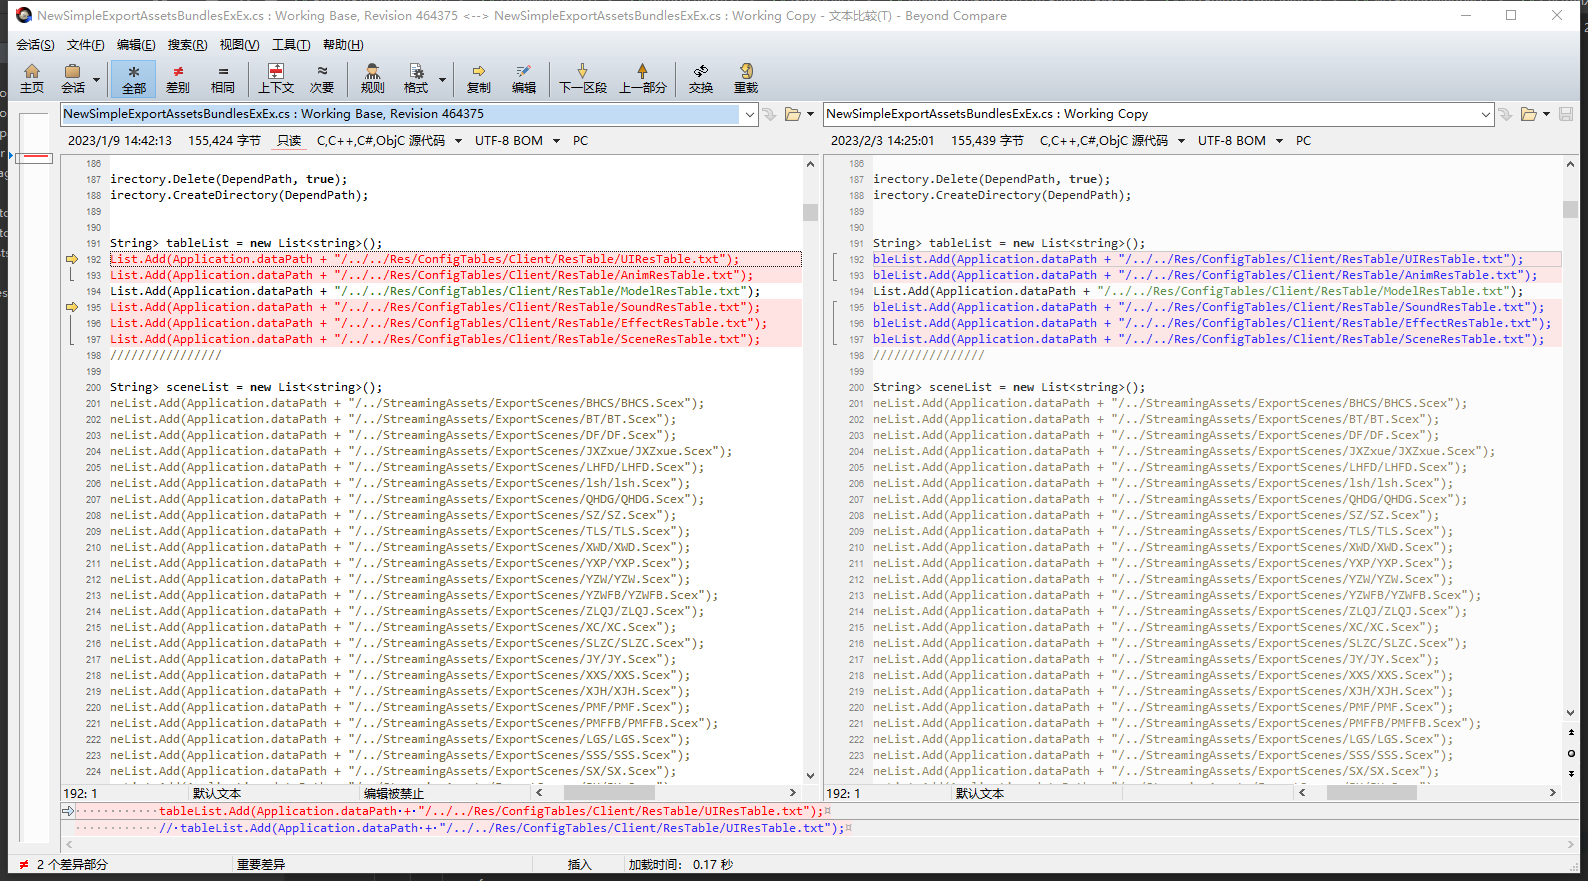 NewSimpleExportAssetsBundlesExEx.cs : Working Base, Revision 464375 <--> NewSimpleExportAssetsBundlesExEx.cs : Working Copy - 文本比较(T) - Beyond Compare
会话(S) 文件(F) 编辑(E) 搜索(R) 视图(V) 工具(T) 帮助(H)
主页 会话 全部 差别 相同 上下文 次要 规则 格式 复制 编辑 下一区段 上一部分 交换 重载
NewSimpleExportAssetsBundlesExEx.cs : Working Base, Revision 464375
2023/1/9 14:42:13 155,424 字节 只读 C,C++,C#,ObjC 源代码 UTF-8 BOM PC
186
187 irectory.Delete(DependPath, true);
188 irectory.CreateDirectory(DependPath);
189
190
191 String> tableList = new List<string>();
192 List.Add(Application.dataPath + "/../../Res/ConfigTables/Client/ResTable/UIResTable.txt");
193 List.Add(Application.dataPath + "/../../Res/ConfigTables/Client/ResTable/AnimResTable.txt");
194 List.Add(Application.dataPath + "/../../Res/ConfigTables/Client/ResTable/ModelResTable.txt");
195 List.Add(Application.dataPath + "/../../Res/ConfigTables/Client/ResTable/SoundResTable.txt");
196 List.Add(Application.dataPath + "/../../Res/ConfigTables/Client/ResTable/EffectResTable.txt");
197 List.Add(Application.dataPath + "/../../Res/ConfigTables/Client/ResTable/SceneResTable.txt");
198 ////////////////
199
200 String> sceneList = new List<string>();
201 neList.Add(Application.dataPath + "/../StreamingAssets/ExportScenes/BHCS/BHCS.Scex");
202 neList.Add(Application.dataPath + "/../StreamingAssets/ExportScenes/BT/BT.Scex");
203 neList.Add(Application.dataPath + "/../StreamingAssets/ExportScenes/DF/DF.Scex");
204 neList.Add(Application.dataPath + "/../StreamingAssets/ExportScenes/JXZxue/JXZxue.Scex");
205 neList.Add(Application.dataPath + "/../StreamingAssets/ExportScenes/LHFD/LHFD.Scex");
206 neList.Add(Application.dataPath + "/../StreamingAssets/ExportScenes/lsh/lsh.Scex");
207 neList.Add(Application.dataPath + "/../StreamingAssets/ExportScenes/QHDG/QHDG.Scex");
208 neList.Add(Application.dataPath + "/../StreamingAssets/ExportScenes/SZ/SZ.Scex");
209 neList.Add(Application.dataPath + "/../StreamingAssets/ExportScenes/TLS/TLS.Scex");
210 neList.Add(Application.dataPath + "/../StreamingAssets/ExportScenes/XWD/XWD.Scex");
211 neList.Add(Application.dataPath + "/../StreamingAssets/ExportScenes/YXP/YXP.Scex");
212 neList.Add(Application.dataPath + "/../StreamingAssets/ExportScenes/YZW/YZW.Scex");
213 neList.Add(Application.dataPath + "/../StreamingAssets/ExportScenes/YZWFB/YZWFB.Scex");
214 neList.Add(Application.dataPath + "/../StreamingAssets/ExportScenes/ZLQJ/ZLQJ.Scex");
215 neList.Add(Application.dataPath + "/../StreamingAssets/ExportScenes/XC/XC.Scex");
216 neList.Add(Application.dataPath + "/../StreamingAssets/ExportScenes/SLZC/SLZC.Scex");
217 neList.Add(Application.dataPath + "/../StreamingAssets/ExportScenes/JY/JY.Scex");
218 neList.Add(Application.dataPath + "/../StreamingAssets/ExportScenes/XXS/XXS.Scex");
219 neList.Add(Application.dataPath + "/../StreamingAssets/ExportScenes/XJH/XJH.Scex");
220 neList.Add(Application.dataPath + "/../StreamingAssets/ExportScenes/PMF/PMF.Scex");
221 neList.Add(Application.dataPath + "/../StreamingAssets/ExportScenes/PMFFB/PMFFB.Scex");
222 neList.Add(Application.dataPath + "/../StreamingAssets/ExportScenes/LGS/LGS.Scex");
223 neList.Add(Application.dataPath + "/../StreamingAssets/ExportScenes/SSS/SSS.Scex");
224 neList.Add(Application.dataPath + "/../StreamingAssets/ExportScenes/SX/SX.Scex");
192: 1 默认文本 编辑被禁止
NewSimpleExportAssetsBundlesExEx.cs : Working Copy
2023/2/3 14:25:01 155,439 字节 C,C++,C#,ObjC 源代码 UTF-8 BOM PC
186
187 irectory.Delete(DependPath, true);
188 irectory.CreateDirectory(DependPath);
189
190
191 String> tableList = new List<string>();
192 bleList.Add(Application.dataPath + "/../../Res/ConfigTables/Client/ResTable/UIResTable.txt");
193 bleList.Add(Application.dataPath + "/../../Res/ConfigTables/Client/ResTable/AnimResTable.txt");
194 List.Add(Application.dataPath + "/../../Res/ConfigTables/Client/ResTable/ModelResTable.txt");
195 bleList.Add(Application.dataPath + "/../../Res/ConfigTables/Client/ResTable/SoundResTable.txt");
196 bleList.Add(Application.dataPath + "/../../Res/ConfigTables/Client/ResTable/EffectResTable.txt");
197 bleList.Add(Application.dataPath + "/../../Res/ConfigTables/Client/ResTable/SceneResTable.txt");
198 ////////////////
199
200 String> sceneList = new List<string>();
201 neList.Add(Application.dataPath + "/../StreamingAssets/ExportScenes/BHCS/BHCS.Scex");
202 neList.Add(Application.dataPath + "/../StreamingAssets/ExportScenes/BT/BT.Scex");
203 neList.Add(Application.dataPath + "/../StreamingAssets/ExportScenes/DF/DF.Scex");
204 neList.Add(Application.dataPath + "/../StreamingAssets/ExportScenes/JXZxue/JXZxue.Scex");
205 neList.Add(Application.dataPath + "/../StreamingAssets/ExportScenes/LHFD/LHFD.Scex");
206 neList.Add(Application.dataPath + "/../StreamingAssets/ExportScenes/lsh/lsh.Scex");
207 neList.Add(Application.dataPath + "/../StreamingAssets/ExportScenes/QHDG/QHDG.Scex");
208 neList.Add(Application.dataPath + "/../StreamingAssets/ExportScenes/SZ/SZ.Scex");
209 neList.Add(Application.dataPath + "/../StreamingAssets/ExportScenes/TLS/TLS.Scex");
210 neList.Add(Application.dataPath + "/../StreamingAssets/ExportScenes/XWD/XWD.Scex");
211 neList.Add(Application.dataPath + "/../StreamingAssets/ExportScenes/YXP/YXP.Scex");
212 neList.Add(Application.dataPath + "/../StreamingAssets/ExportScenes/YZW/YZW.Scex");
213 neList.Add(Application.dataPath + "/../StreamingAssets/ExportScenes/YZWFB/YZWFB.Scex");
214 neList.Add(Application.dataPath + "/../StreamingAssets/ExportScenes/ZLQJ/ZLQJ.Scex");
215 neList.Add(Application.dataPath + "/../StreamingAssets/ExportScenes/XC/XC.Scex");
216 neList.Add(Application.dataPath + "/../StreamingAssets/ExportScenes/SLZC/SLZC.Scex");
217 neList.Add(Application.dataPath + "/../StreamingAssets/ExportScenes/JY/JY.Scex");
218 neList.Add(Application.dataPath + "/../StreamingAssets/ExportScenes/XXS/XXS.Scex");
219 neList.Add(Application.dataPath + "/../StreamingAssets/ExportScenes/XJH/XJH.Scex");
220 neList.Add(Application.dataPath + "/../StreamingAssets/ExportScenes/PMF/PMF.Scex");
221 neList.Add(Application.dataPath + "/../StreamingAssets/ExportScenes/PMFFB/PMFFB.Scex");
222 neList.Add(Application.dataPath + "/../StreamingAssets/ExportScenes/LGS/LGS.Scex");
223 neList.Add(Application.dataPath + "/../StreamingAssets/ExportScenes/SSS/SSS.Scex");
224 neList.Add(Application.dataPath + "/../StreamingAssets/ExportScenes/SX/SX.Scex");
192: 1 默认文本
tableList.Add(Application.dataPath·+·"/../../Res/ConfigTables/Client/ResTable/UIResTable.txt");¤
//·tableList.Add(Application.dataPath·+·"/../../Res/ConfigTables/Client/ResTable/UIResTable.txt");¤
2 个差异部分 重要差异 插入 加载时间: 0.17 秒